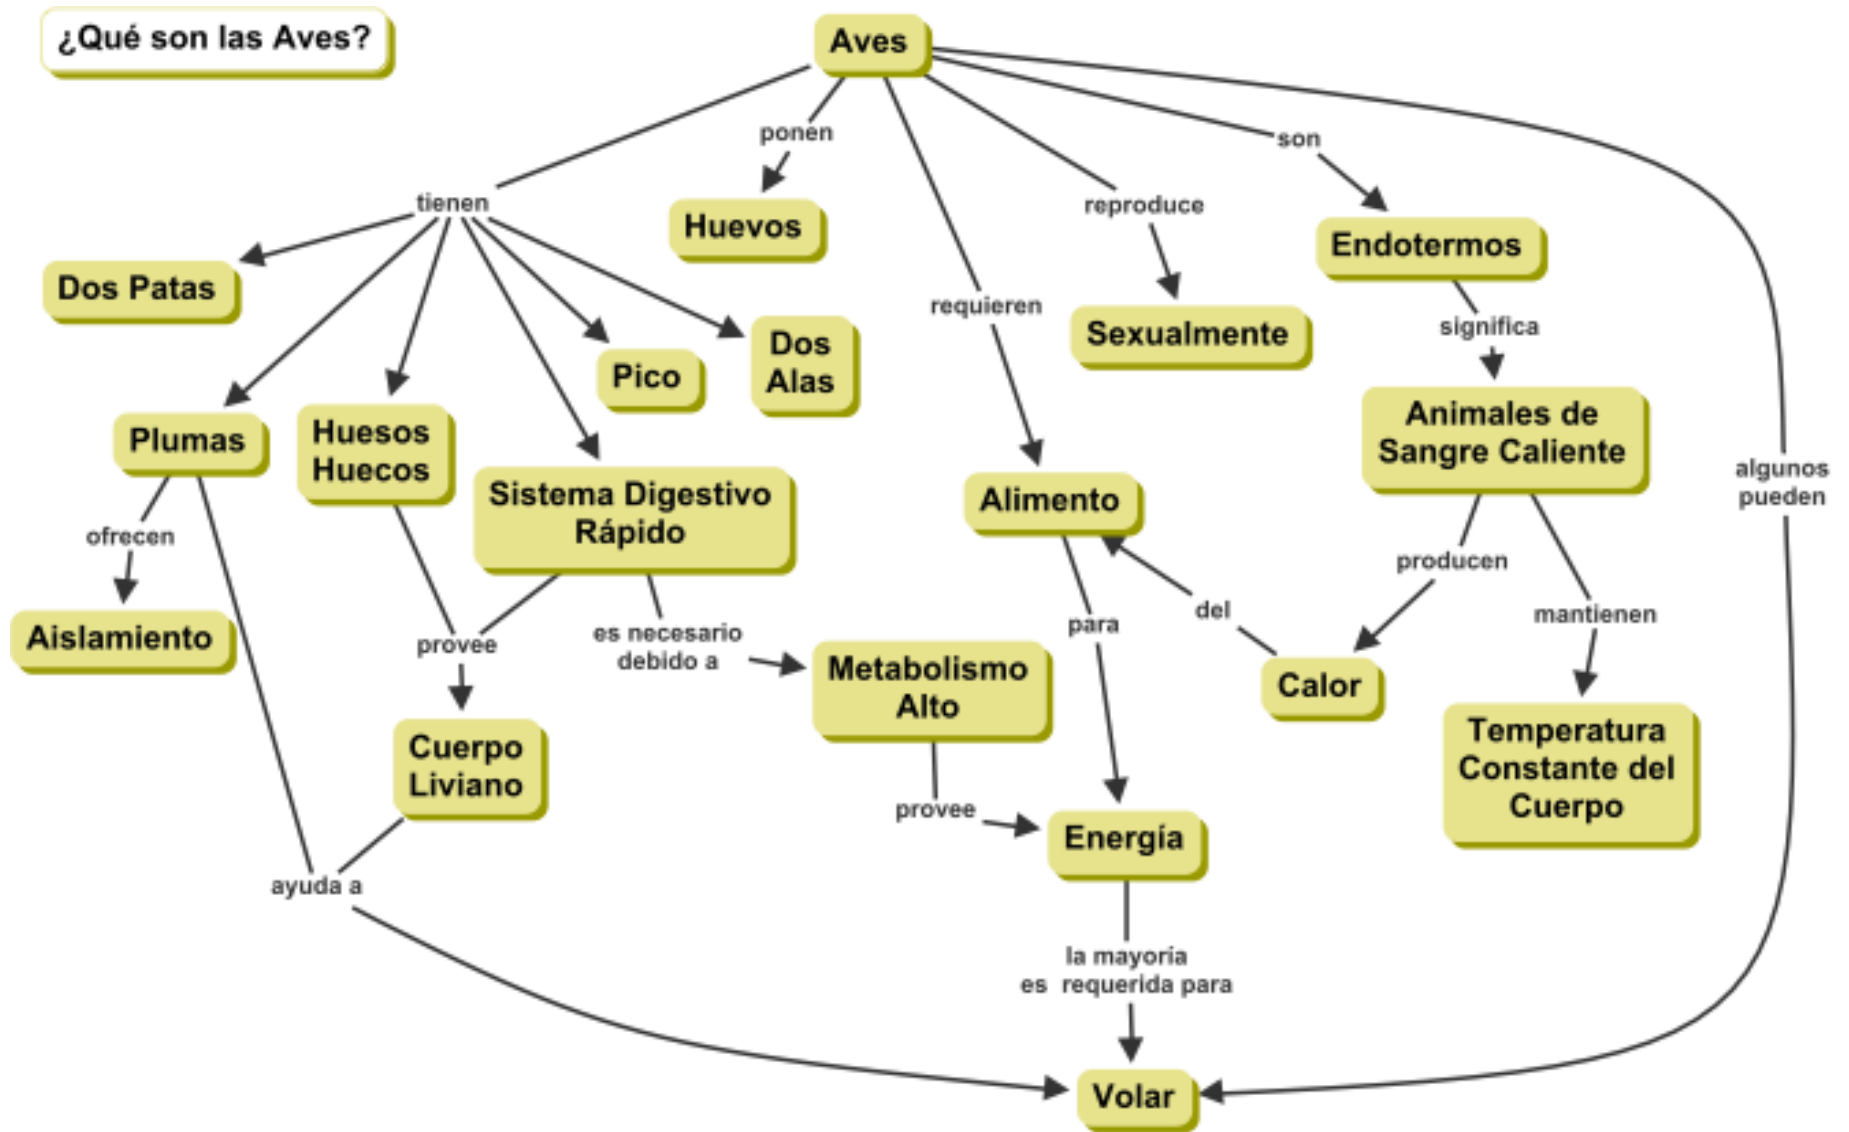 ¿Qué son las Aves?
Aves
ponen
son
tienen
reproduce
Huevos
Endotermos
Dos Patas
requieren
significa
Sexualmente
Dos
Alas
Pico
Animales de
Sangre Caliente
Plumas
Huesos
Huecos
algunos
pueden
Sistema Digestivo
Rápido
Alimento
ofrecen
producen
del
mantienen
para
Aislamiento
provee
es necesario
debido a
Metabolismo
Alto
Calor
Temperatura
Constante del
Cuerpo
Cuerpo
Liviano
provee
Energía
ayuda a
la mayoria
es requerida para
Volar